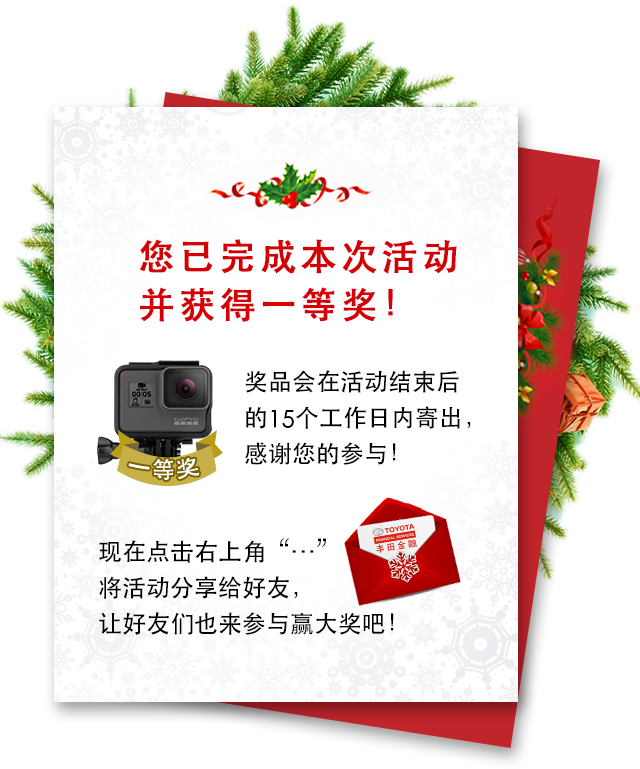 您已完成本次活动
并获得一等奖！
奖品会在活动结束后
的15个工作日内寄出，
感谢您的参与！
00:05
GoPro
一等奖
TOYOTA
FINANCIAL SERVICES
丰田金融
现在点击右上角“…”
将活动分享给好友，
让好友们也来参与赢大奖吧！